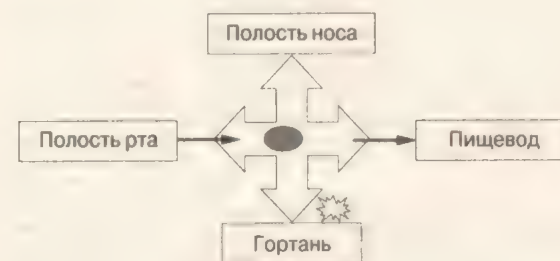 Полость носа
Полость рта
Пищевод
Гортань